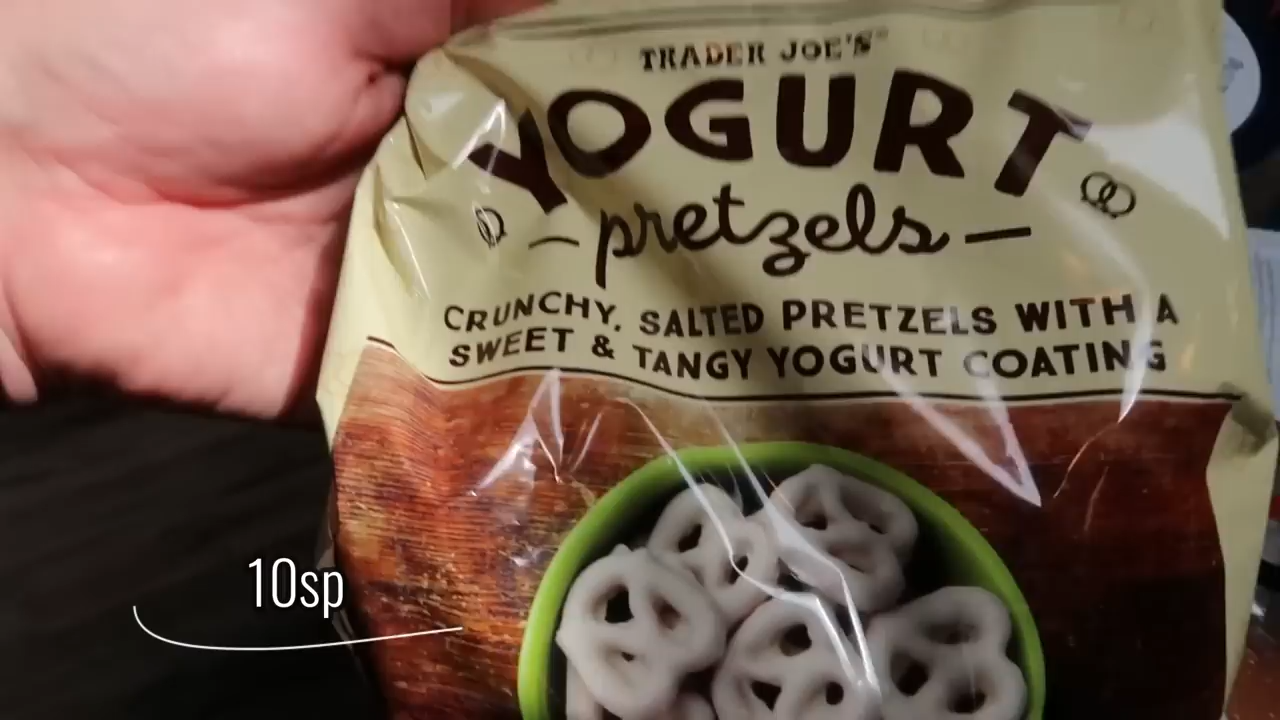 TRADER JOE'S
YOGURT
pretzels
CRUNCHY, SALTED PRETZELS WITH A
SWEET & TANGY YOGURT COATING
10sp